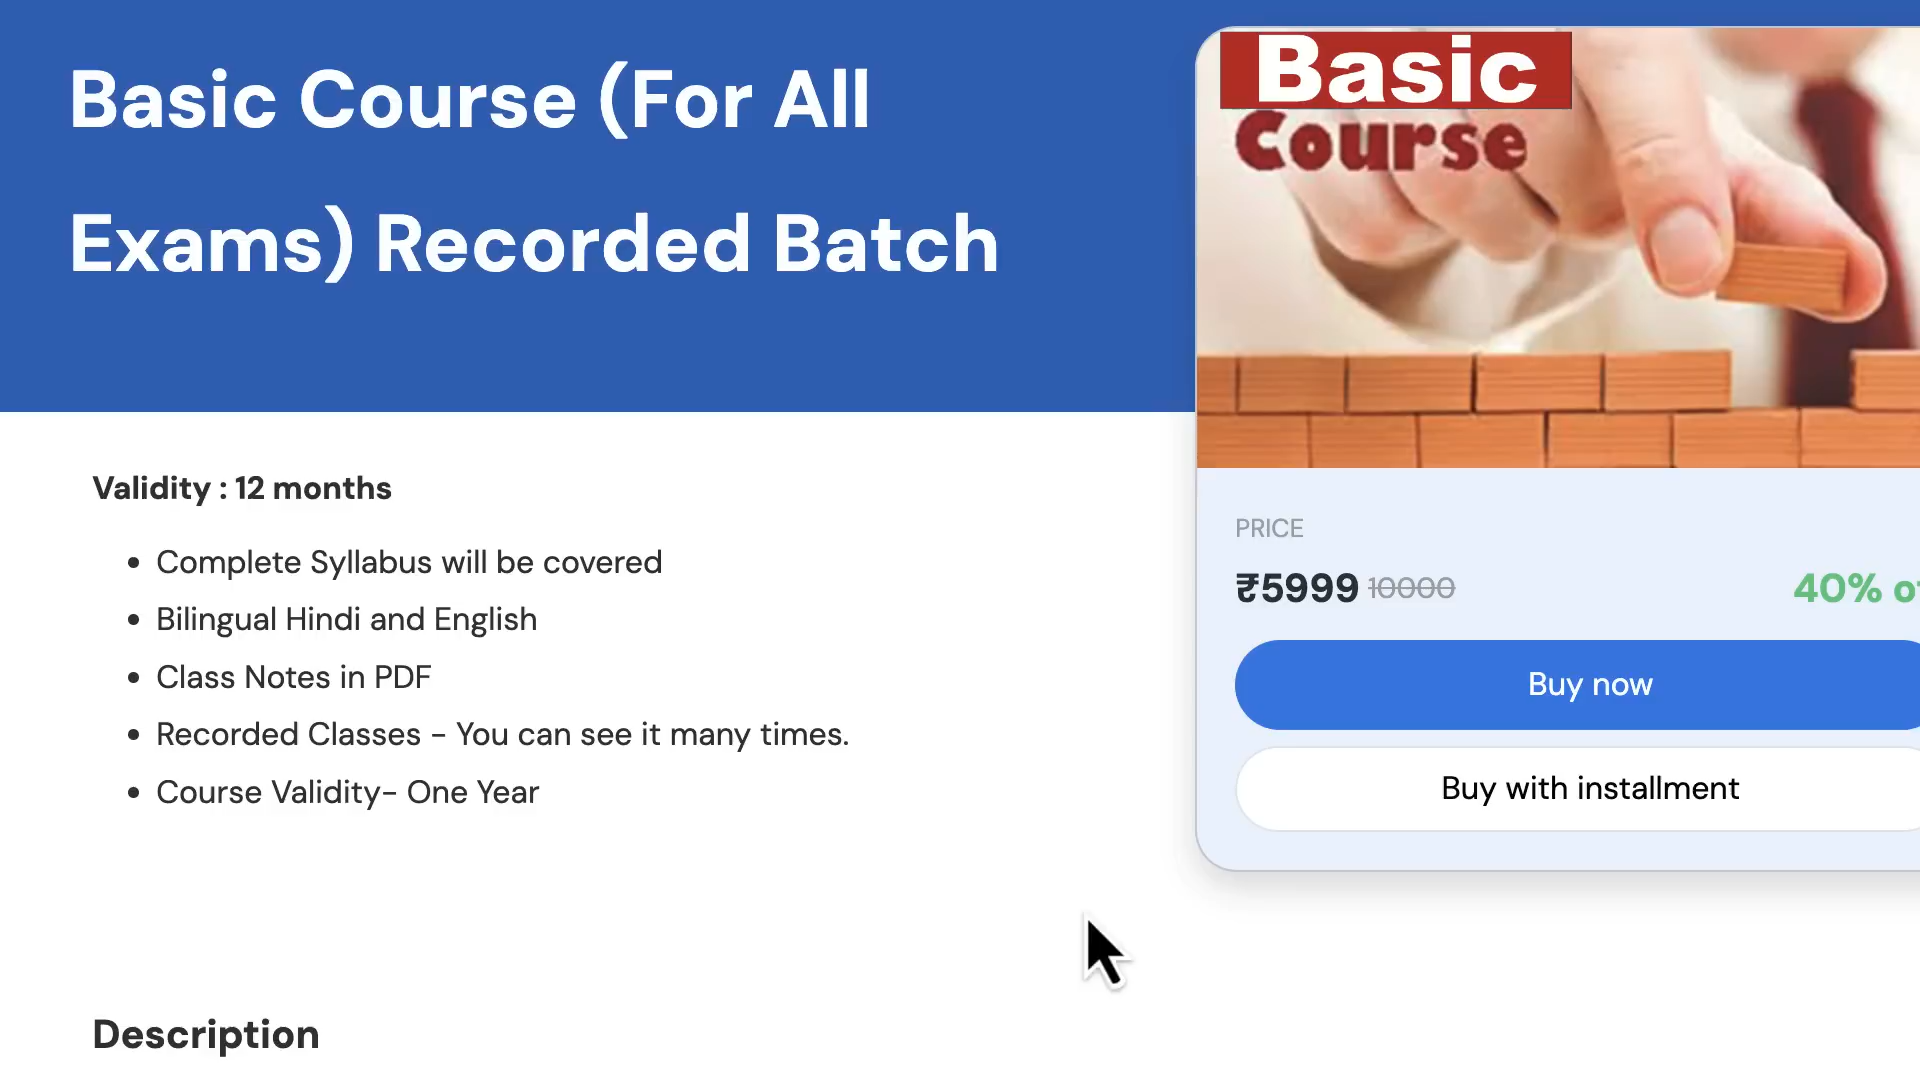 Basic Course (For All
Exams) Recorded Batch
Validity : 12 months
• Complete Syllabus will be covered
• Bilingual Hindi and English
• Class Notes in PDF
• Recorded Classes - You can see it many times.
• Course Validity- One Year
Description
Basic
Course
PRICE
₹5999 10000
40%
Buy now
Buy with installment